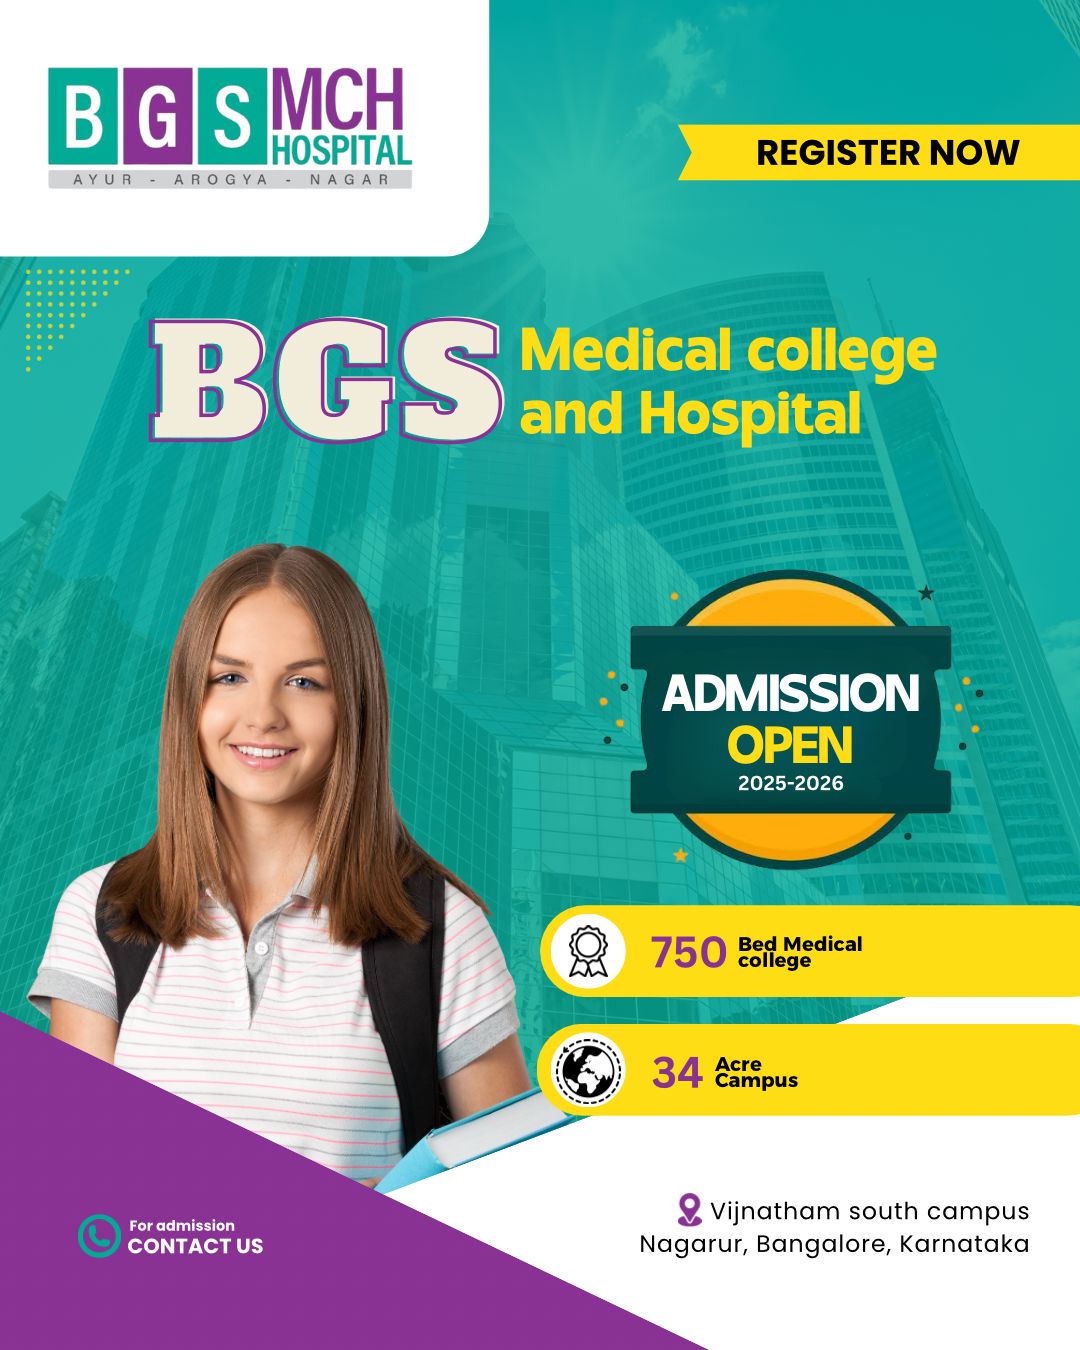 BGS MCH
HOSPITAL
AYUR - AROGYA - NAGAR
REGISTER NOW
BGS Medical college
and Hospital
ADMISSION
OPEN
2025-2026
750 Bed Medical
college
34 Acre
Campus
For admission
CONTACT US
Vijnatham south campus
Nagarur, Bangalore, Karnataka